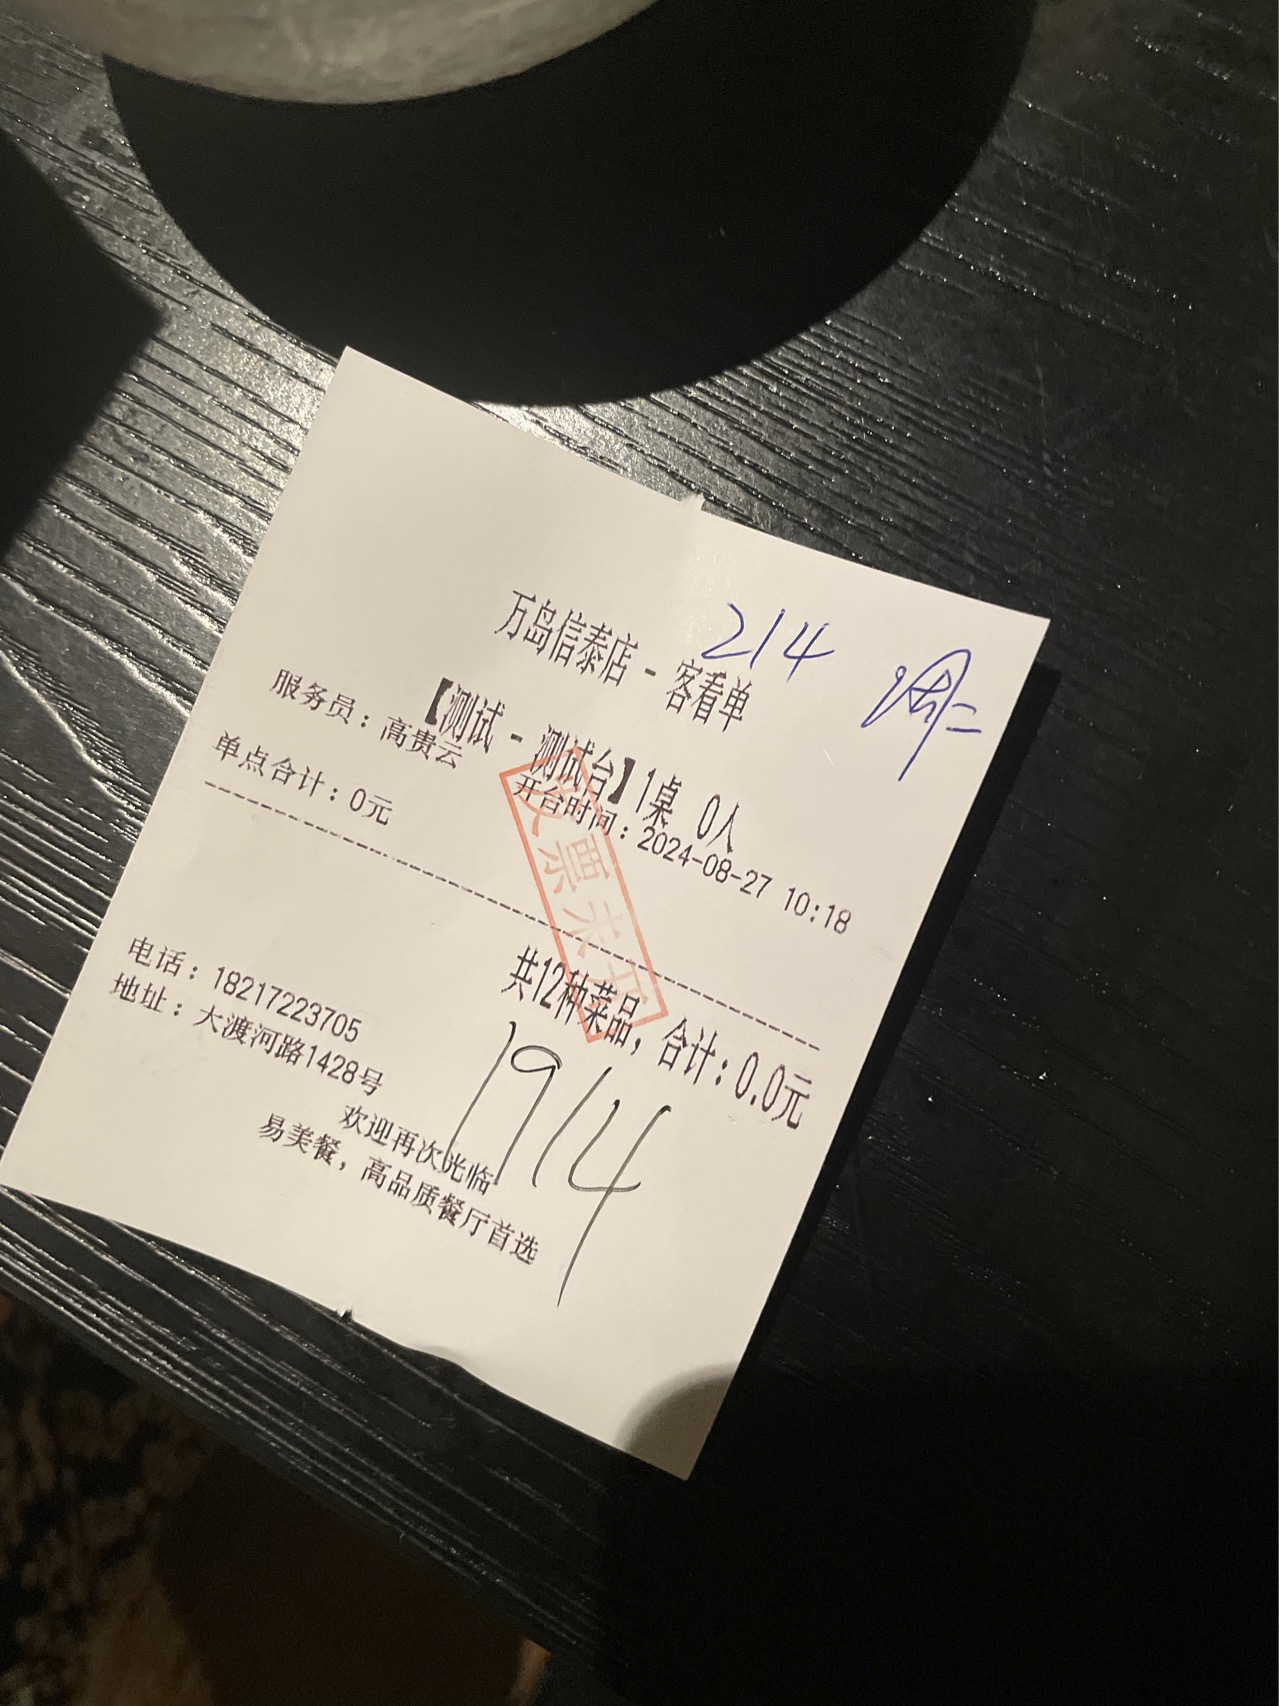 万岛信泰店 - 客看单
214
【测试 - 测试台】1桌 0人
服务员：高贵云
开台时间：2024-08-27 10:18
单点合计：0元
发票未开
共12种菜品，合计：0.0元
1914
电话：18217223705
地址：大渡河路1428号
欢迎再次光临
易美餐，高品质餐厅首选